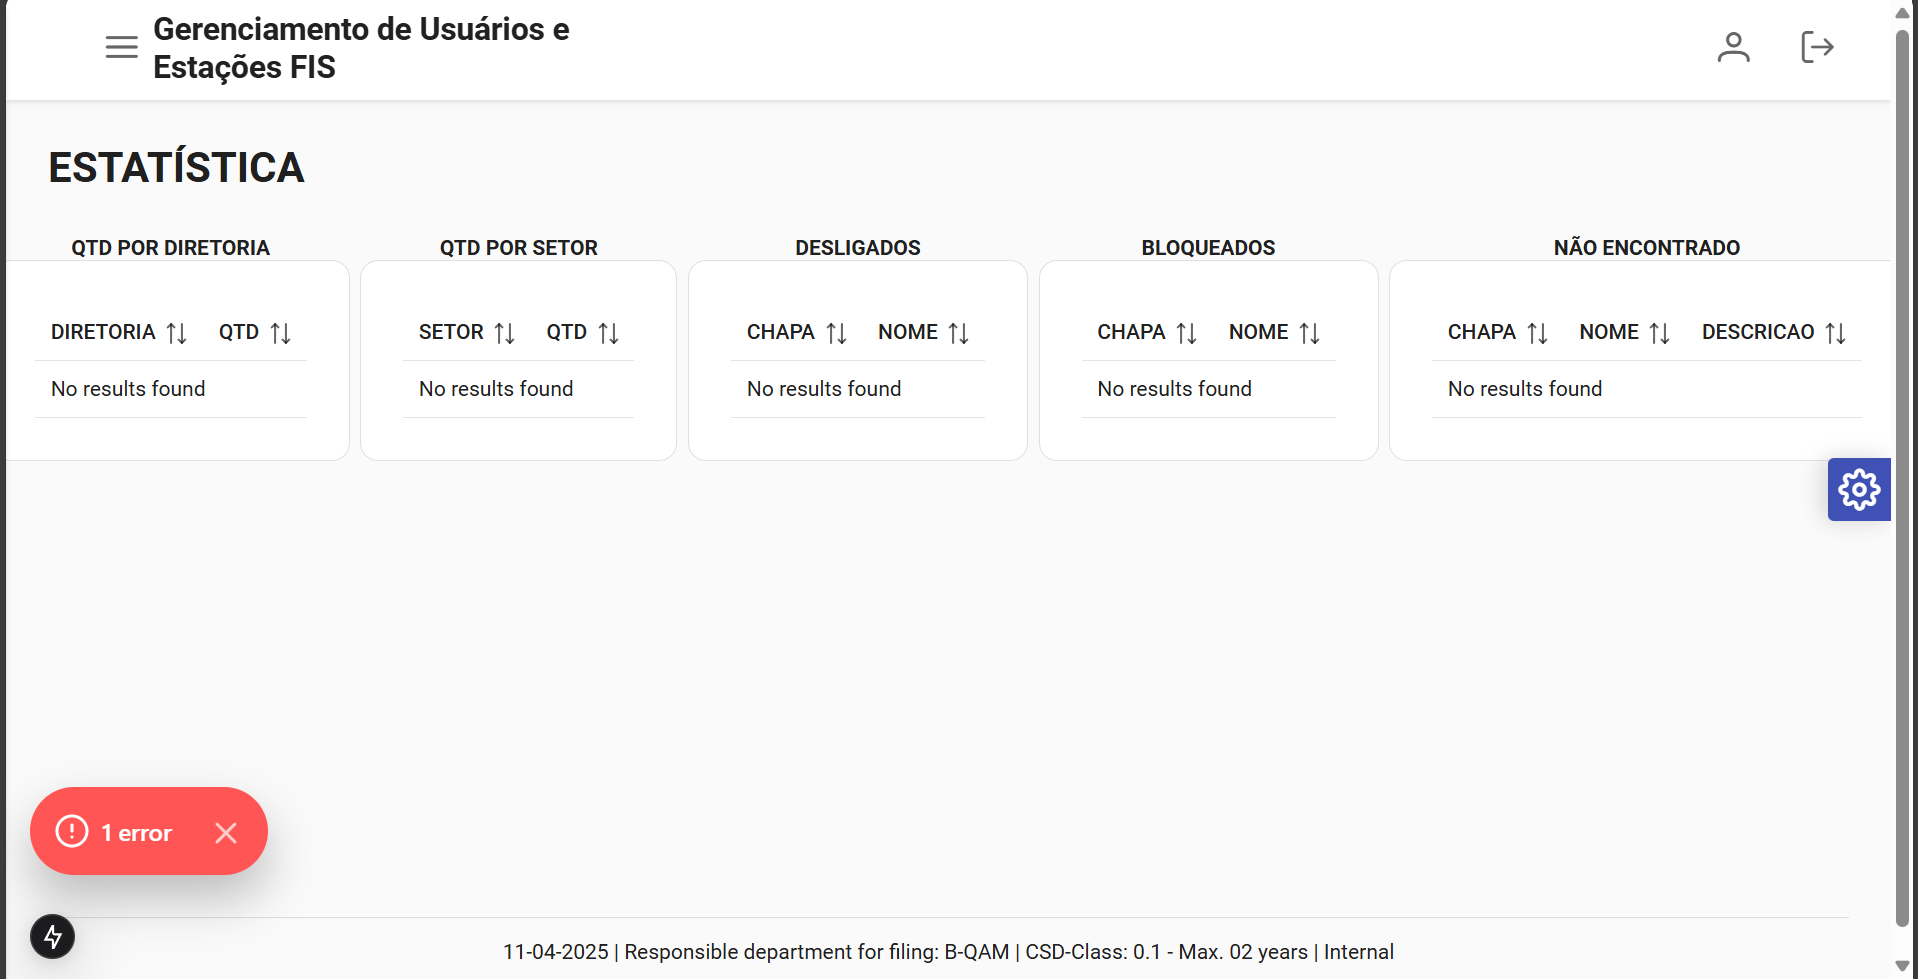 Gerenciamento de Usuários e
Estações FIS
ESTATÍSTICA
QTD POR DIRETORIA
DIRETORIA QTD
No results found
QTD POR SETOR
SETOR QTD
No results found
DESLIGADOS
CHAPA NOME
No results found
BLOQUEADOS
CHAPA NOME
No results found
NÃO ENCONTRADO
CHAPA NOME DESCRICAO
No results found
1 error
11-04-2025 | Responsible department for filing: B-QAM | CSD-Class: 0.1 - Max. 02 years | Internal